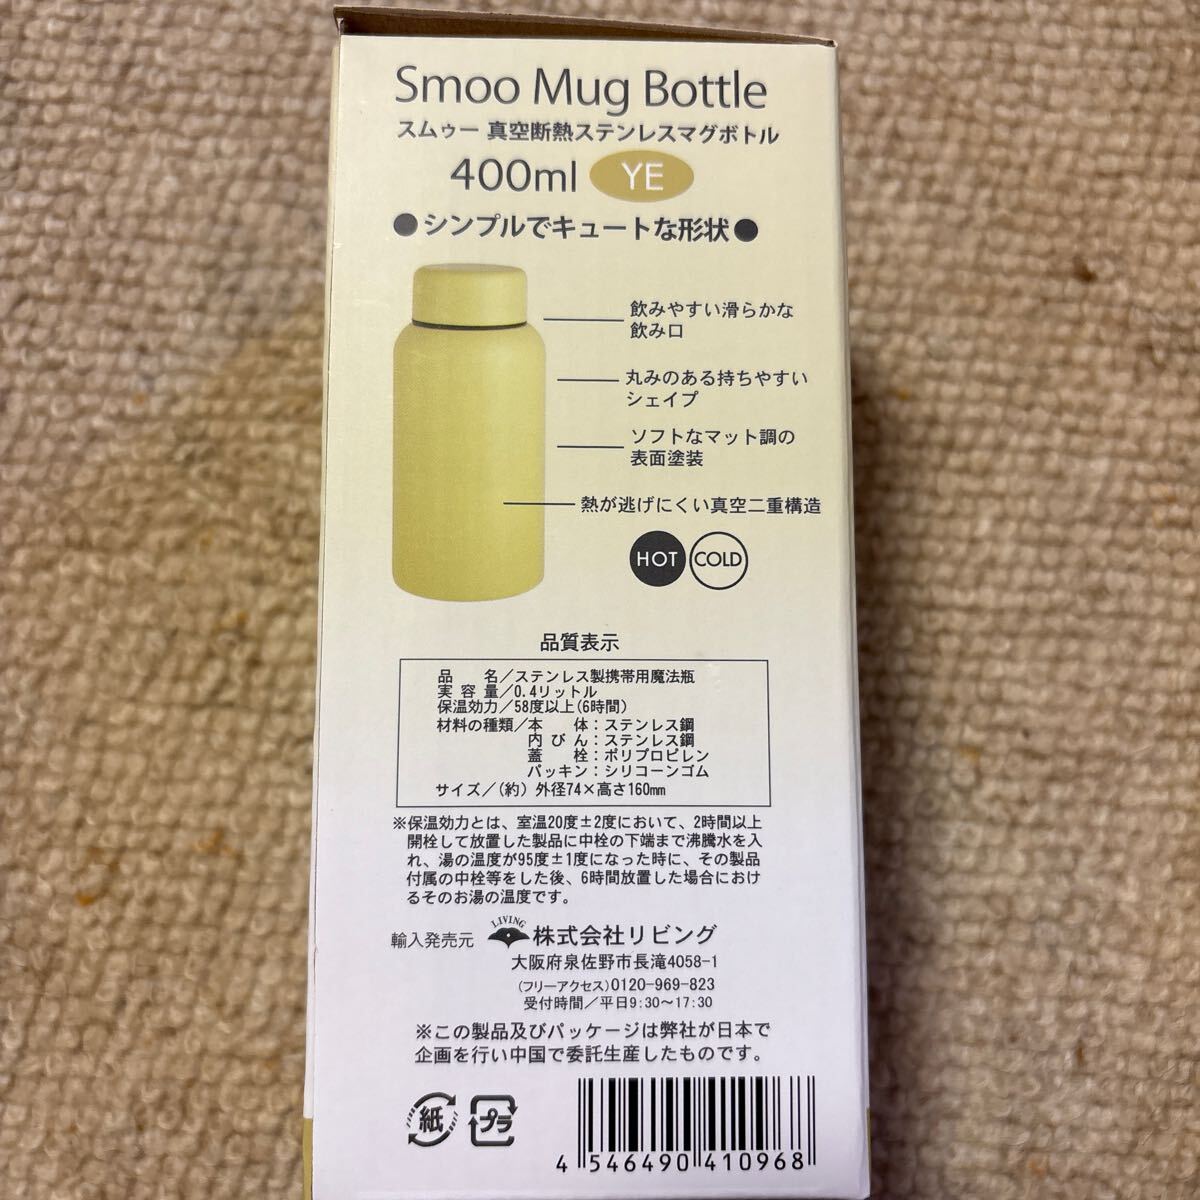 Smoo Mug Bottle
スムゥー 真空断熱ステンレスマグボトル
400ml YE
●シンプルでキュートな形状●
飲みやすい滑らかな
飲み口
丸みのある持ちやすい
シェイプ
ソフトなマット調の
表面塗装
熱が逃げにくい真空二重構造
HOT COLD
品質表示
品　　名／ステンレス製携帯用魔法瓶
実 容 量／0.4リットル
保温効力／58度以上(6時間)
材料の種類／本　　体：ステンレス鋼
内 び ん：ステンレス鋼
蓋　　栓：ポリプロピレン
パッキン：シリコーンゴム
サイズ／(約) 外径74×高さ160mm
※保温効力とは、室温20度±2度において、2時間以上
開栓して放置した製品に中栓の下端まで沸騰水を入
れ、湯の温度が95度±1度になった時に、その製品
付属の中栓等をした後、6時間放置した場合におけ
るそのお湯の温度です。
輸入発売元 LIVING 株式会社リビング
大阪府泉佐野市長滝4058-1
(フリーアクセス)0120-969-823
受付時間／平日9:30〜17:30
※この製品及びパッケージは弊社が日本で
企画を行い中国で委託生産したものです。
紙 プラ
4 546490 410968